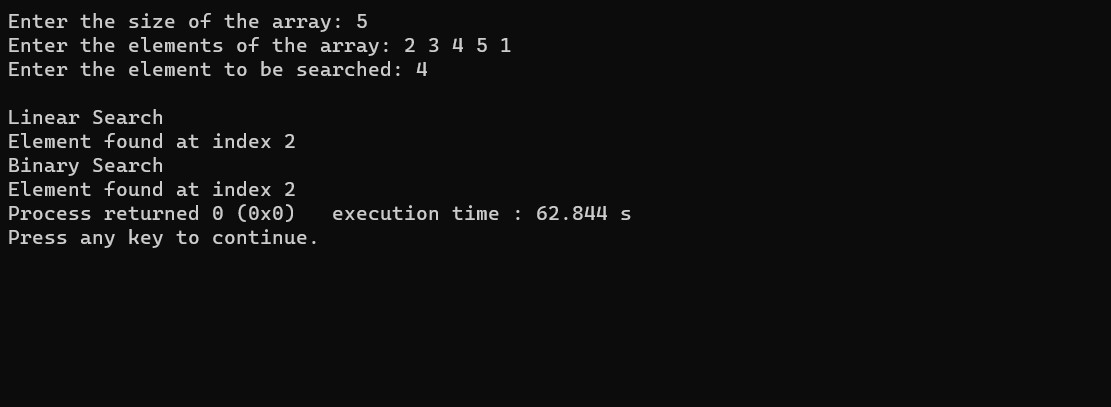 Enter the size of the array: 5
Enter the elements of the array: 2 3 4 5 1
Enter the element to be searched: 4
Linear Search
Element found at index 2
Binary Search
Element found at index 2
Process returned 0 (0x0)   execution time : 62.844 s
Press any key to continue.